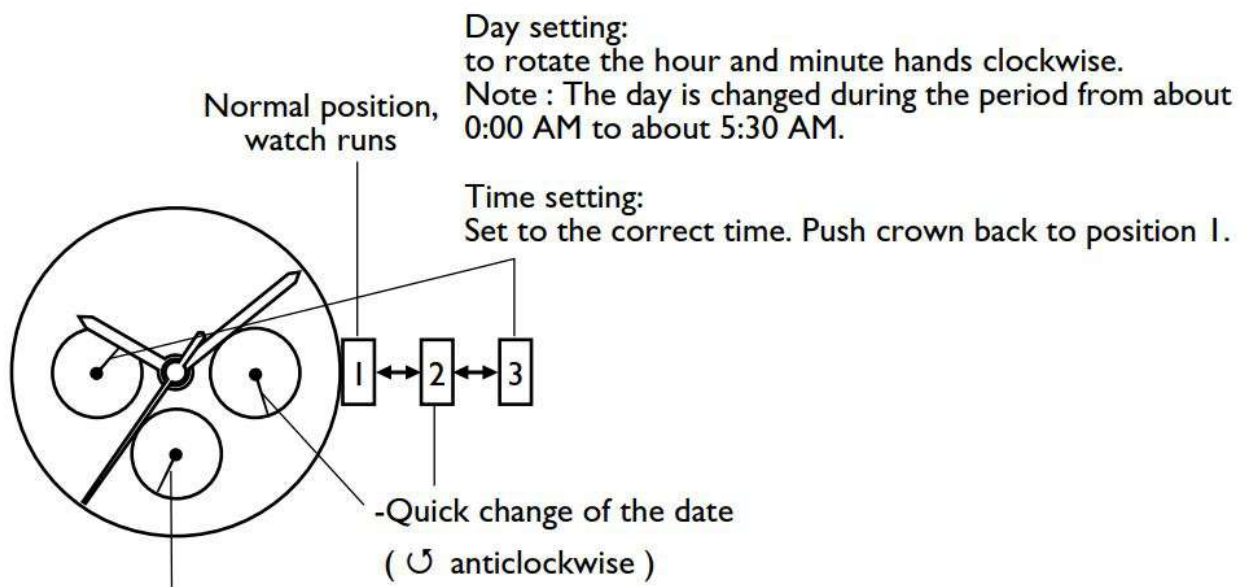 Day setting:
to rotate the hour and minute hands clockwise.
Note : The day is changed during the period from about
0:00 AM to about 5:30 AM.
Normal position,
watch runs
Time setting:
Set to the correct time. Push crown back to position 1.
1 2 3
-Quick change of the date
( ↺ anticlockwise )